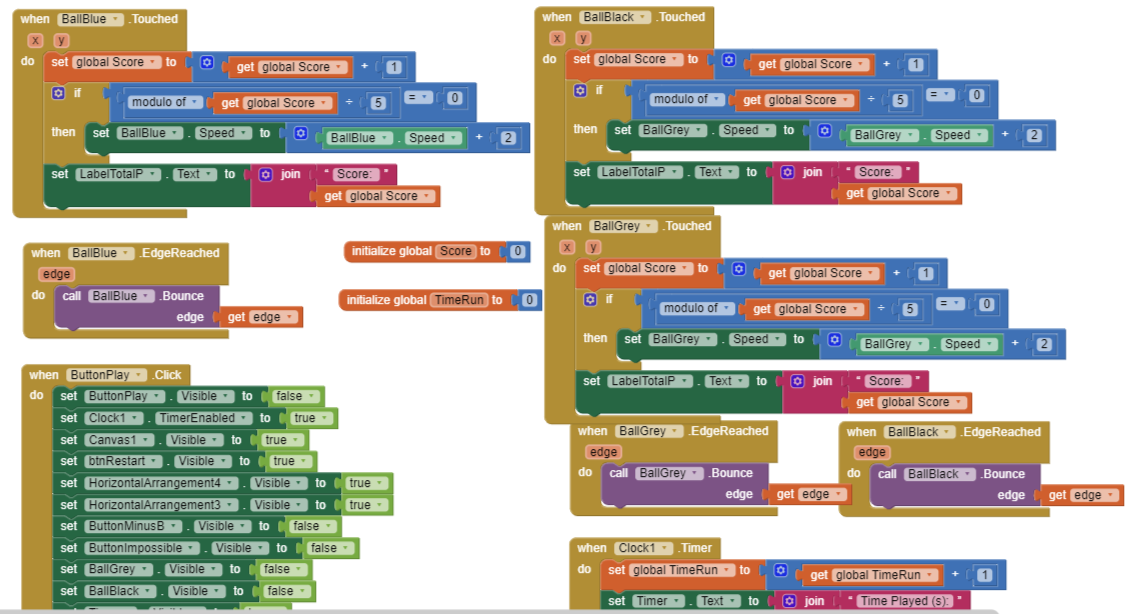 when BallBlue .Touched
x y
do set global Score to get global Score + 1
if modulo of get global Score ÷ 5 = 0
then set BallBlue . Speed to BallBlue . Speed + 2
set LabelTotalP . Text to join " Score: "
get global Score
when BallBlack .Touched
x y
do set global Score to get global Score + 1
if modulo of get global Score ÷ 5 = 0
then set BallGrey . Speed to BallGrey . Speed + 2
set LabelTotalP . Text to join " Score: "
get global Score
when BallBlue .EdgeReached
edge
do call BallBlue .Bounce
edge get edge
initialize global Score to 0
initialize global TimeRun to 0
when BallGrey .Touched
x y
do set global Score to get global Score + 1
if modulo of get global Score ÷ 5 = 0
then set BallGrey . Speed to BallGrey . Speed + 2
set LabelTotalP . Text to join " Score: "
get global Score
when ButtonPlay .Click
do set ButtonPlay . Visible to false
set Clock1 . TimerEnabled to true
set Canvas1 . Visible to true
set btnRestart . Visible to true
set HorizontalArrangement4 . Visible to true
set HorizontalArrangement3 . Visible to true
set ButtonMinusB . Visible to false
set ButtonImpossible . Visible to false
set BallGrey . Visible to false
set BallBlack . Visible to false
when BallGrey .EdgeReached
edge
do call BallGrey .Bounce
edge get edge
when BallBlack .EdgeReached
edge
do call BallBlack .Bounce
edge get edge
when Clock1 .Timer
do set global TimeRun to get global TimeRun + 1
set Timer . Text to join " Time Played (s): "